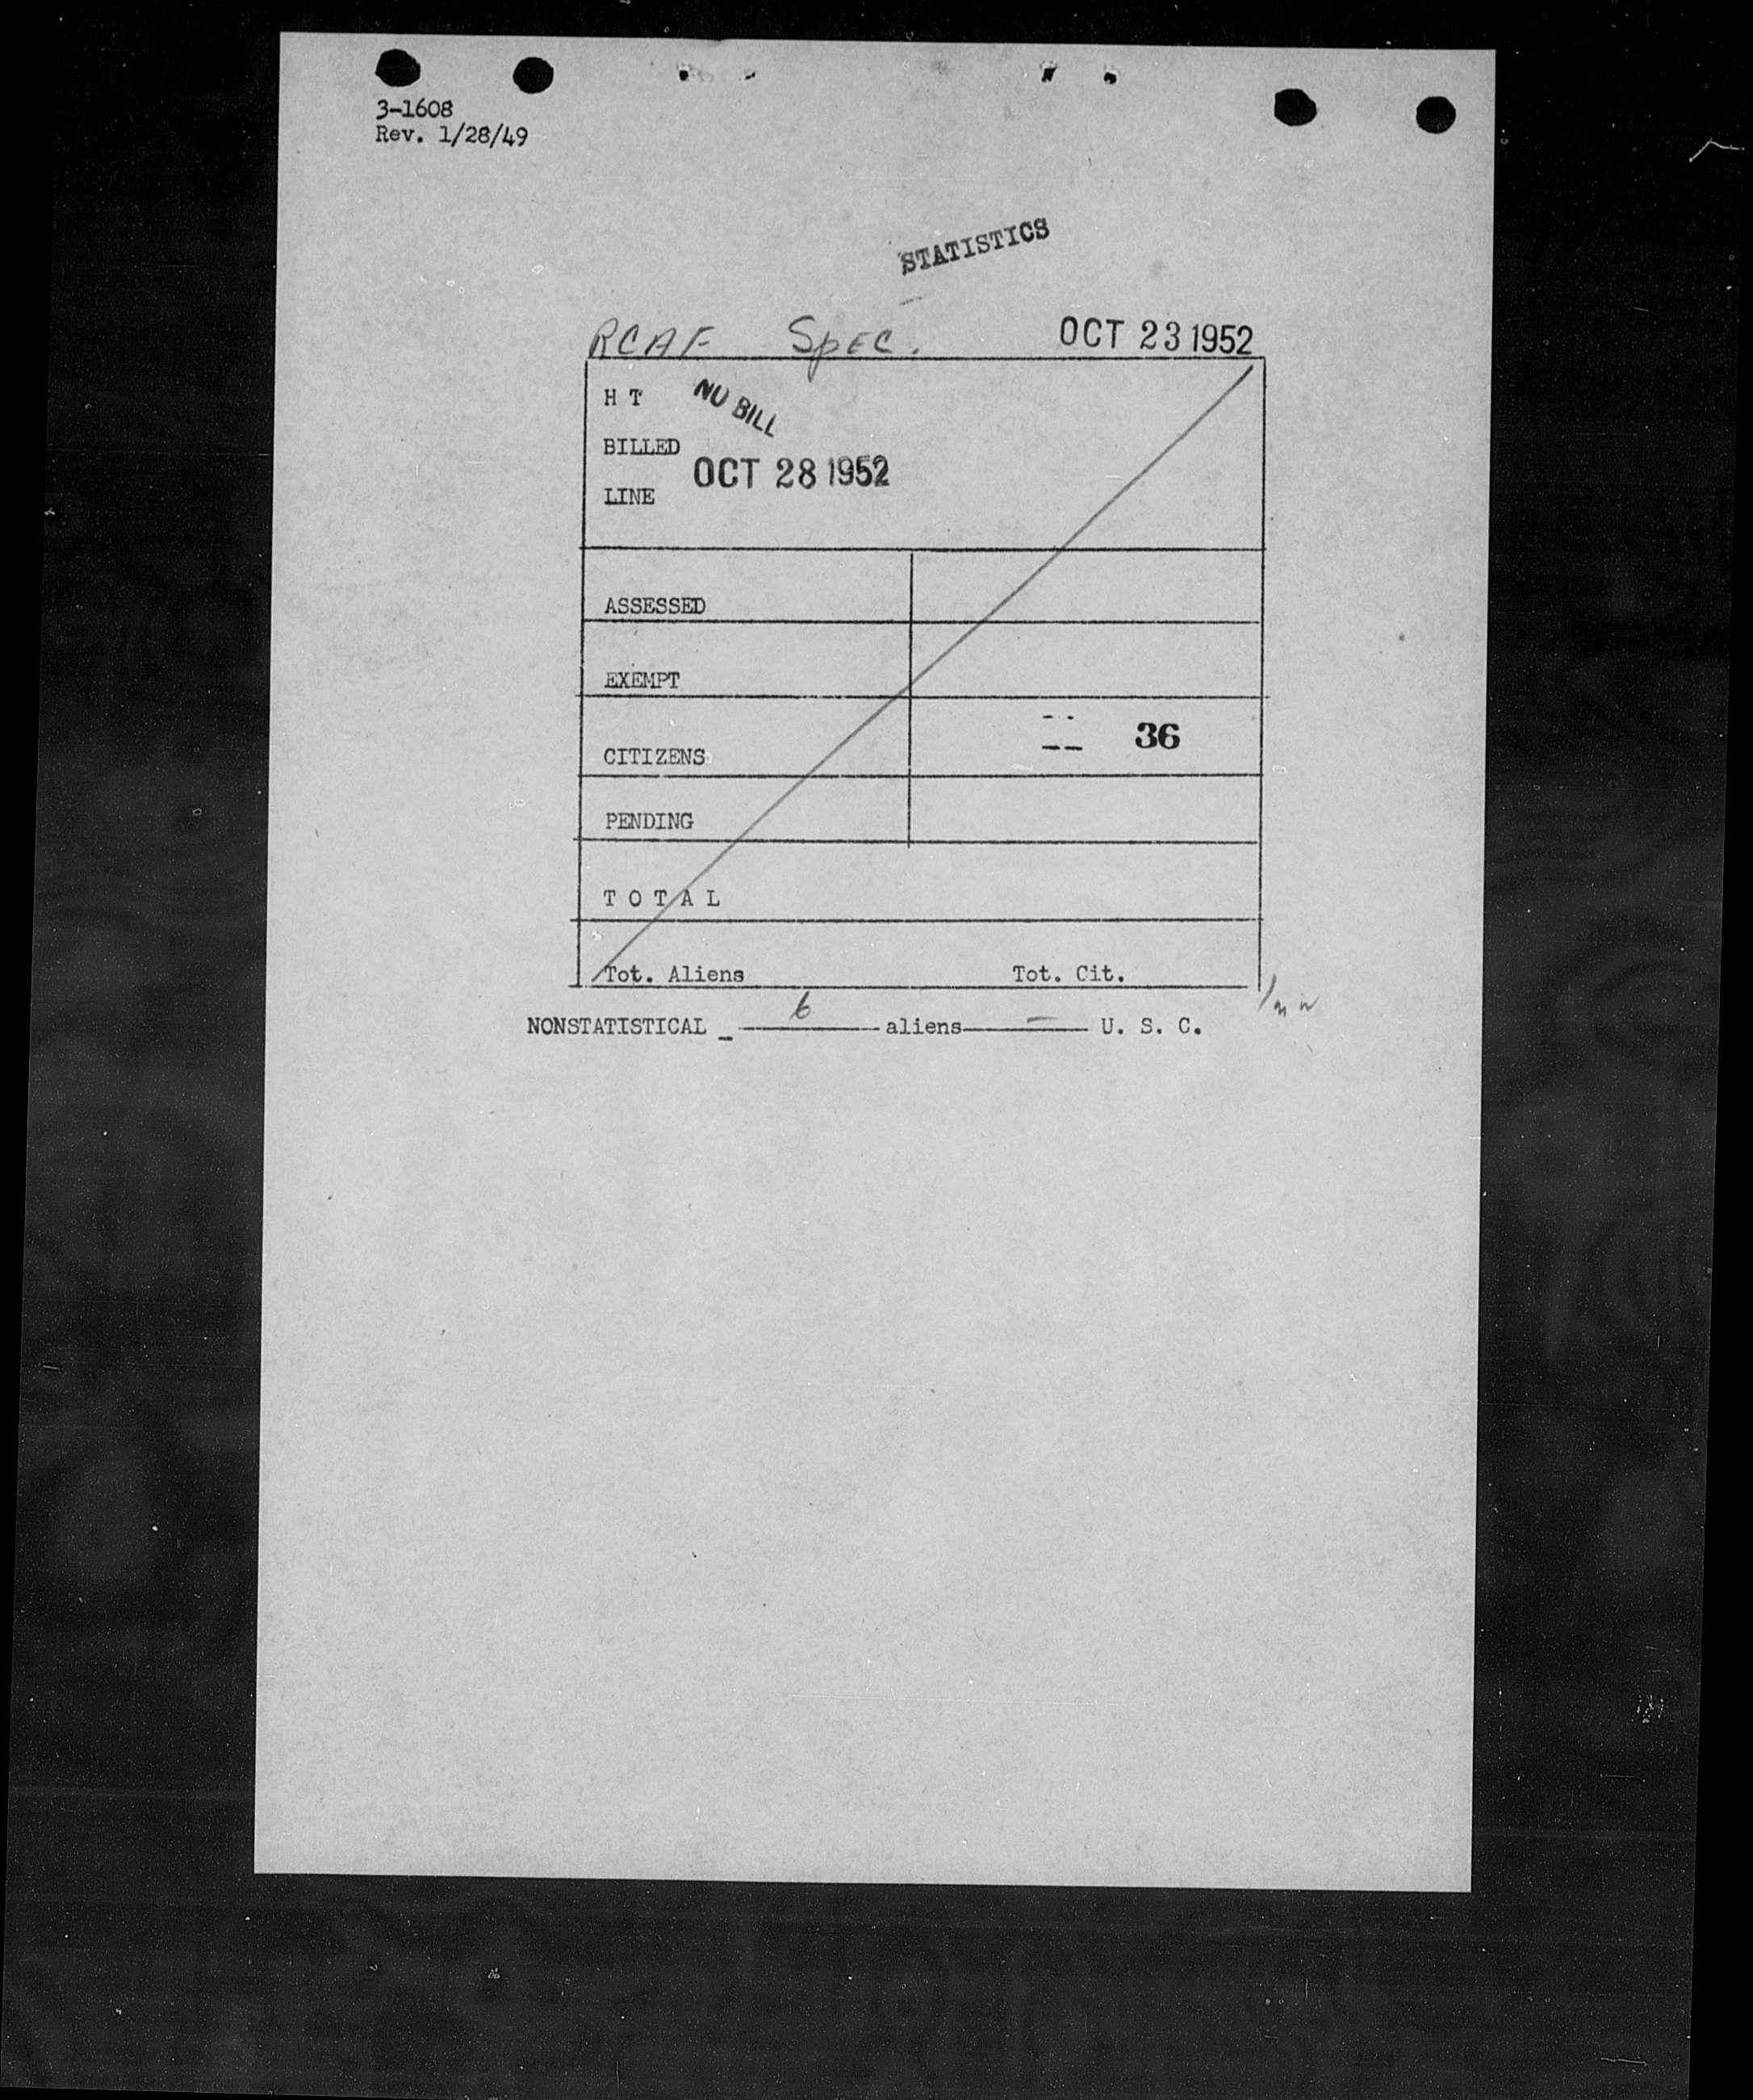 3-1608
Rev. 1/28/49
STATISTICS
RCAF Spec. OCT 23 1952
H T NO BILL
BILLED
OCT 28 1952
LINE
ASSESSED
EXEMPT
36
CITIZENS
PENDING
T O T A L
Tot. Aliens Tot. Cit.
NONSTATISTICAL - 6 aliens — U. S. C.